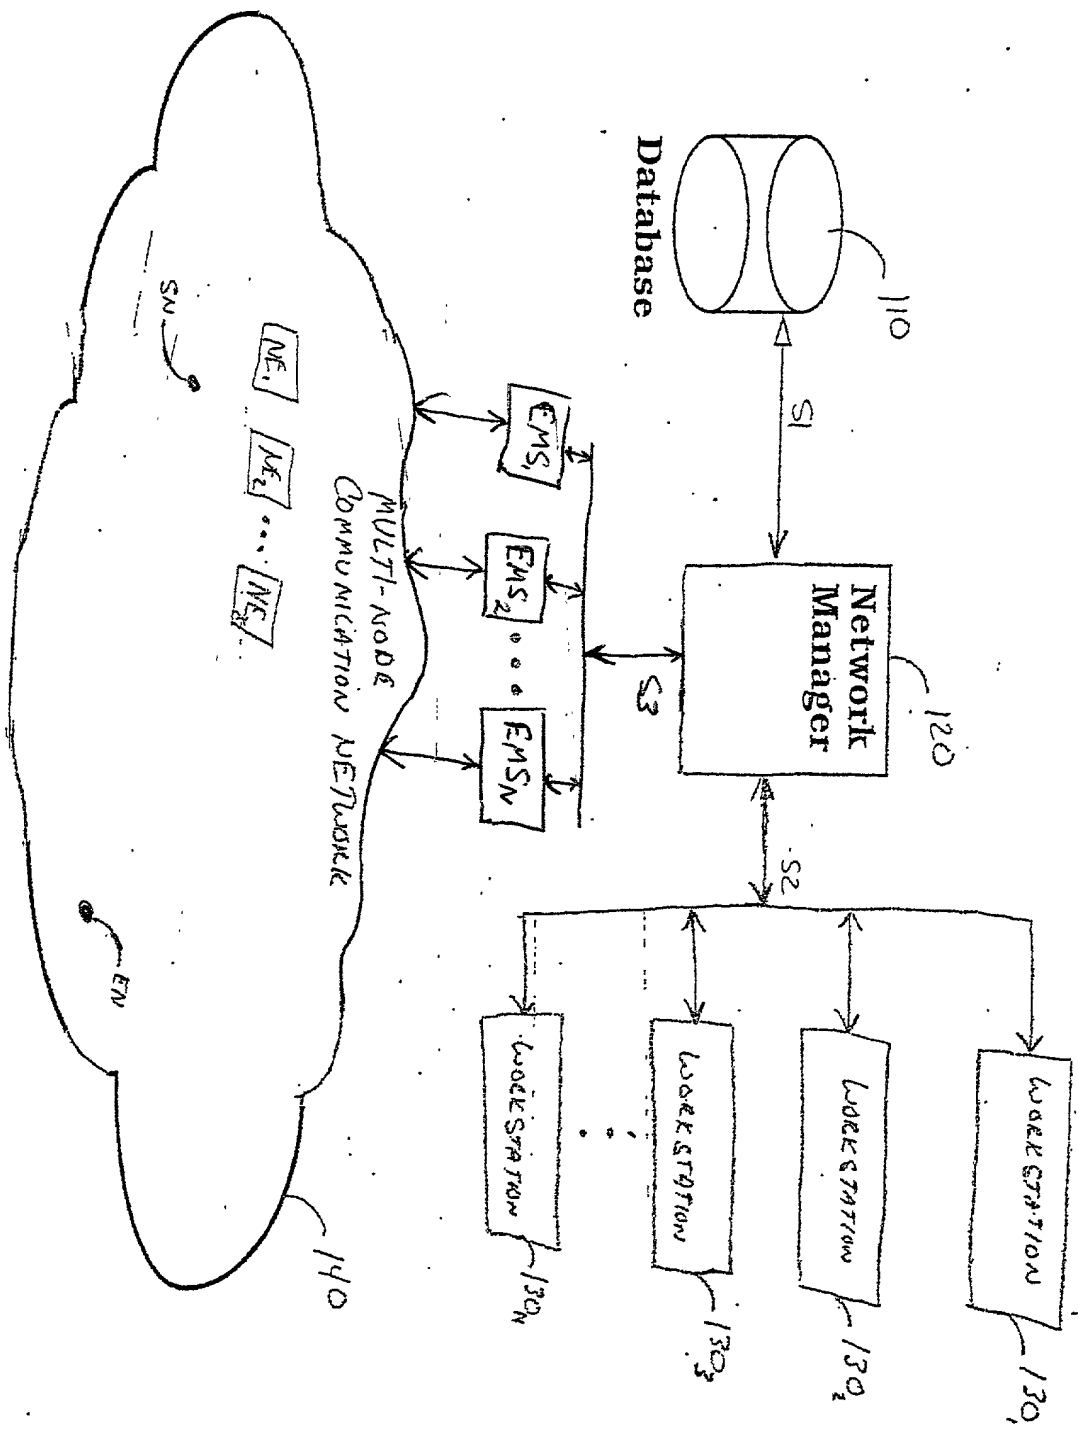 110
Database
S1
Network
Manager
120
S2
S3
WORKSTATION
130₁
WORKSTATION
130₂
WORKSTATION
130₃
WORKSTATION
130N
EMS₁
EMS₂
EMSN
MULTI-NODE
COMMUNICATION NETWORK
NE₁
NE₂
SN
EN
140